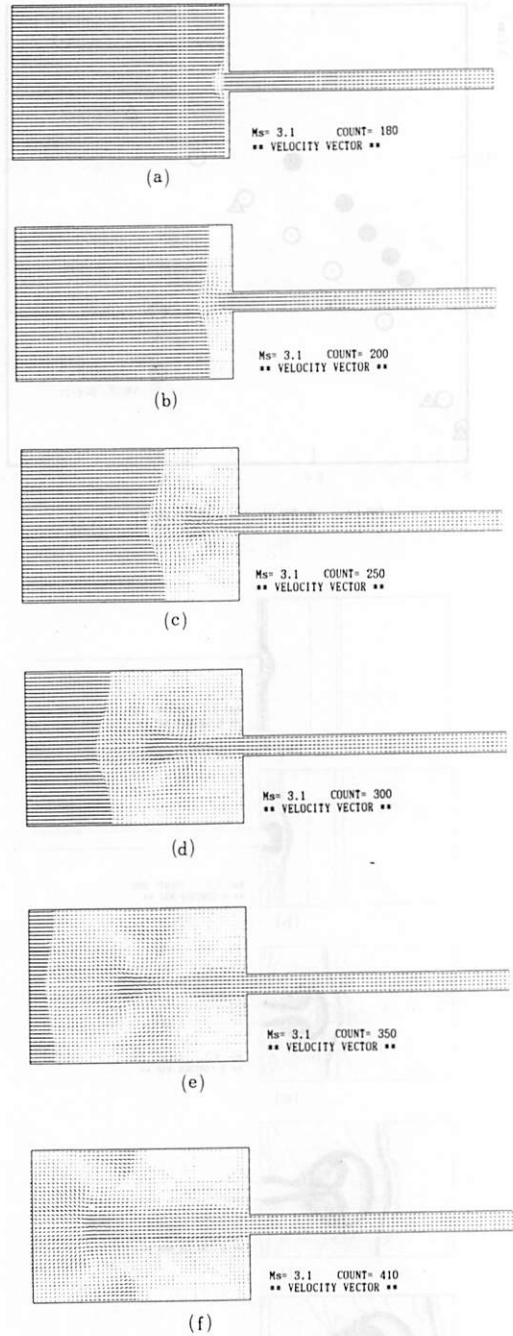 Ms= 3.1 COUNT= 180
** VELOCITY VECTOR **
(a)
Ms= 3.1 COUNT= 200
** VELOCITY VECTOR **
(b)
Ms= 3.1 COUNT= 250
** VELOCITY VECTOR **
(c)
Ms= 3.1 COUNT= 300
** VELOCITY VECTOR **
(d)
Ms= 3.1 COUNT= 350
** VELOCITY VECTOR **
(e)
Ms= 3.1 COUNT= 410
** VELOCITY VECTOR **
(f)